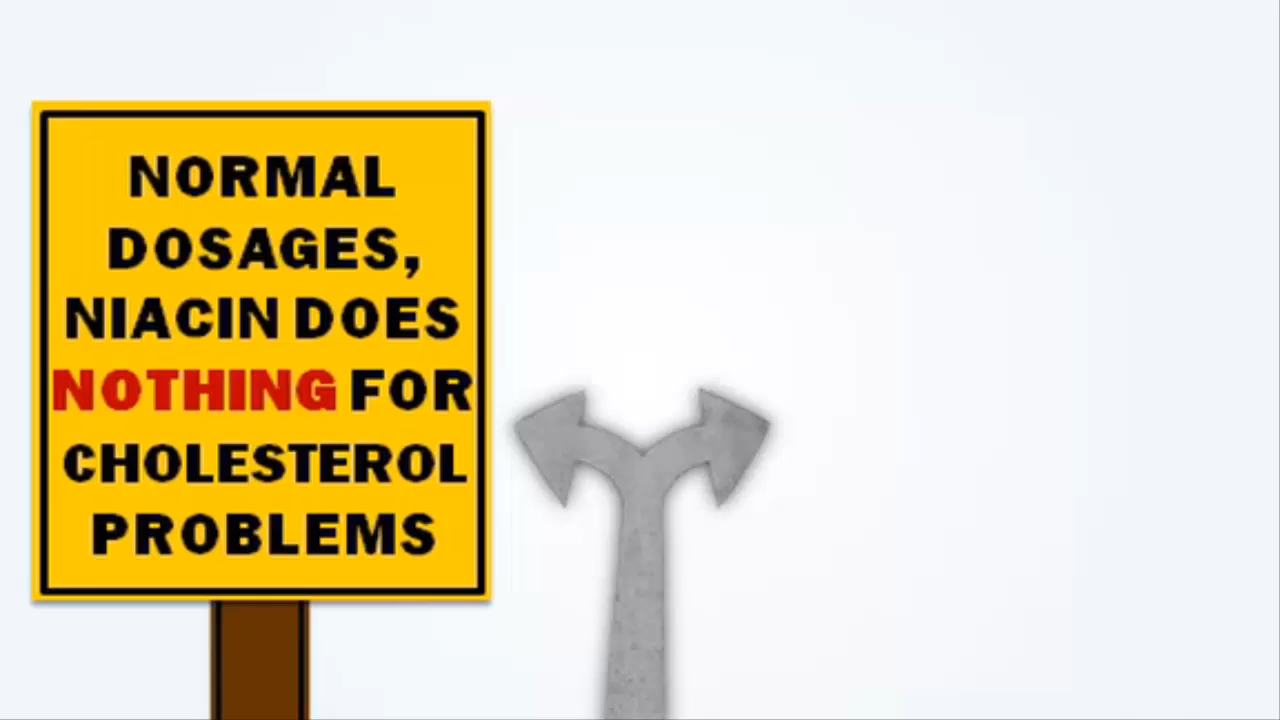 NORMAL
DOSAGES,
NIACIN DOES
NOTHING FOR
CHOLESTEROL
PROBLEMS